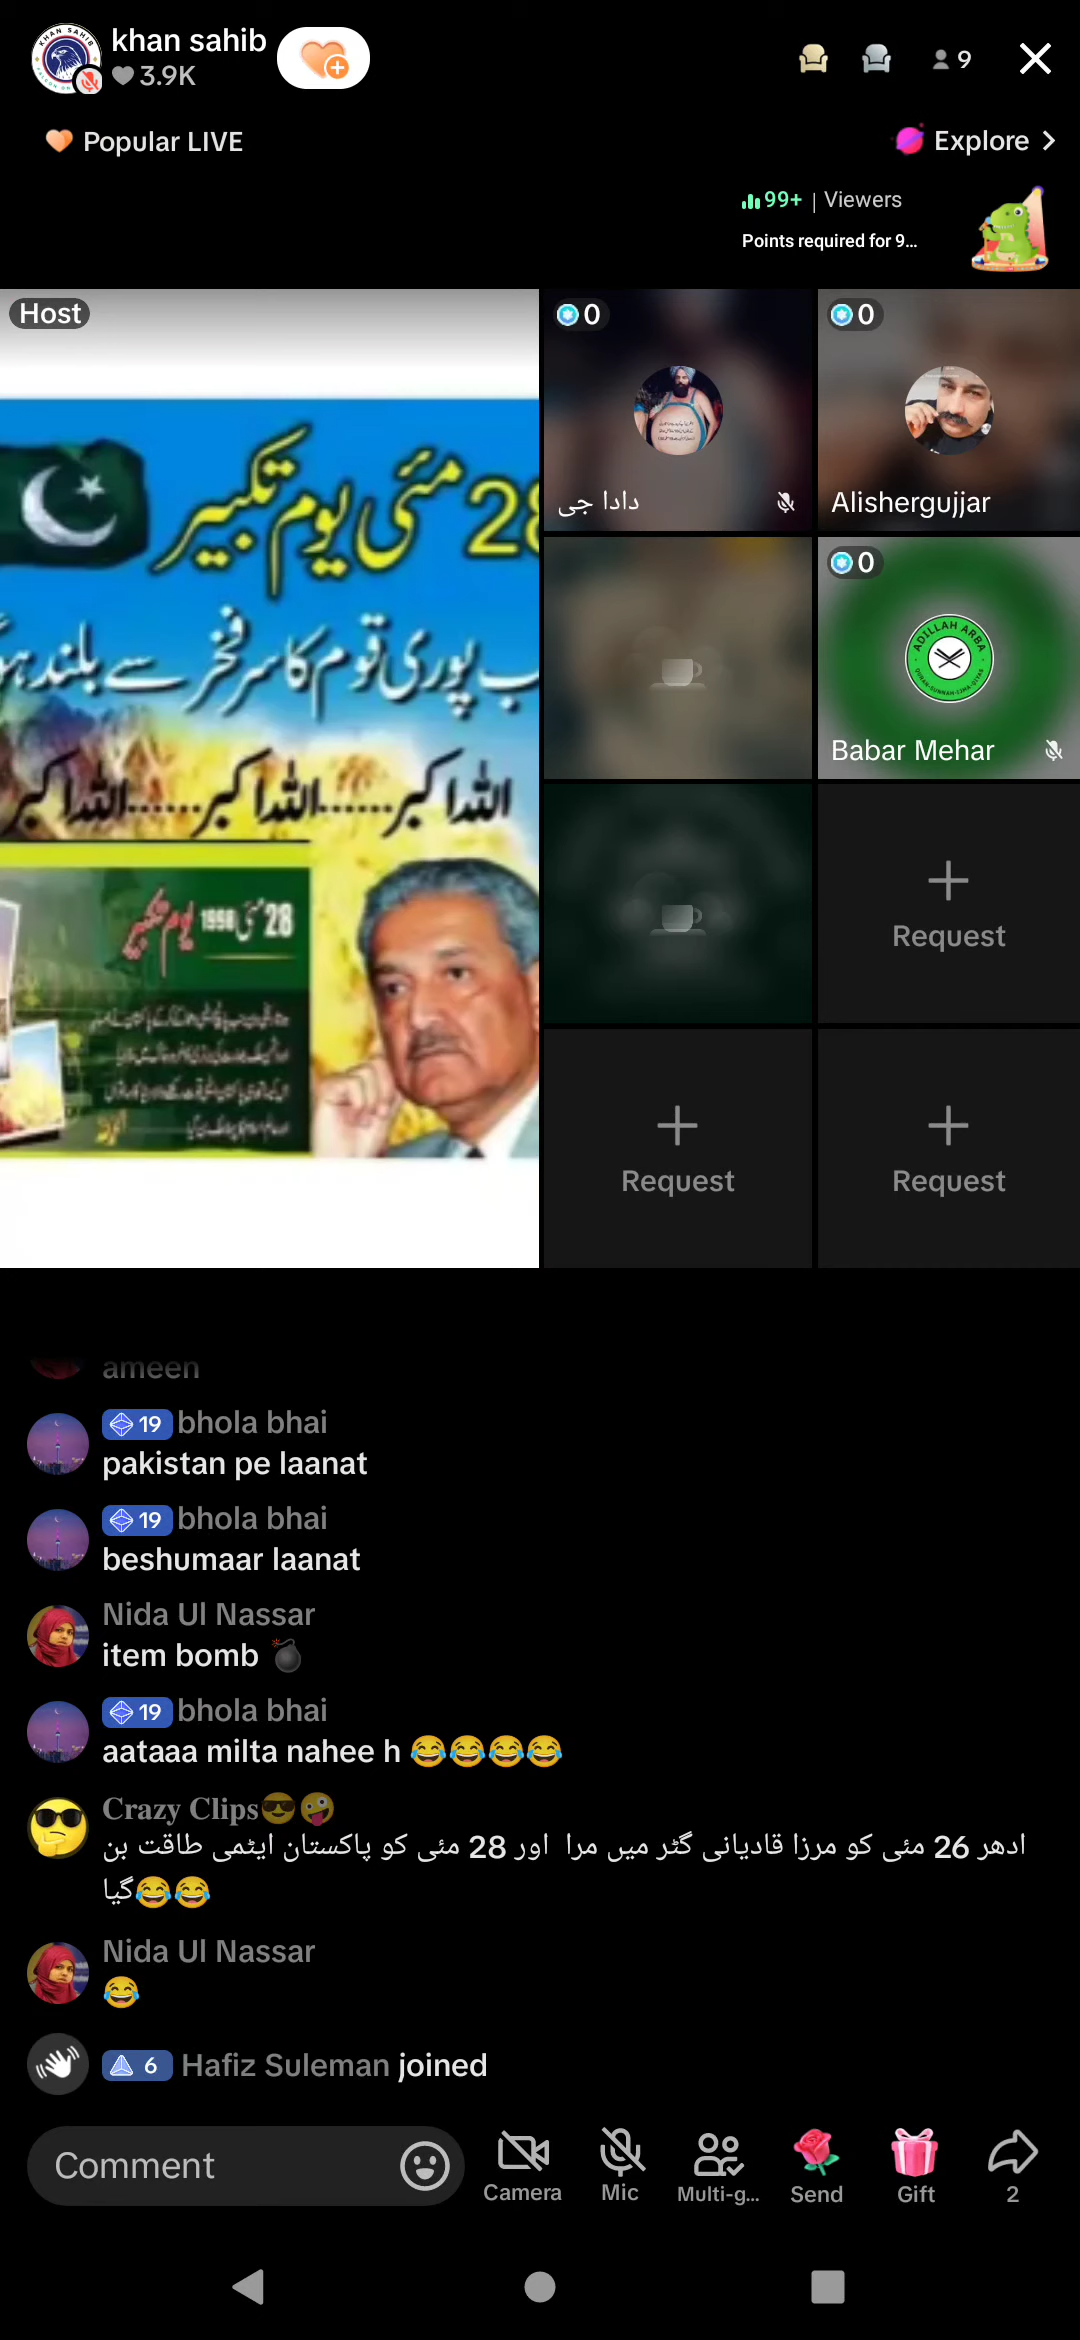 khan sahib
3.9K
9
Popular LIVE
Explore
99+ | Viewers
Points required for 9...
Host
28 مئی یوم تکبیر
پوری قوم کا سر فخر سے بلند ہو
اللہ اکبر......اللہ اکبر......اللہ اکبر
28 مئی 1998 یوم تکبیر
0
دادا جی
0
Alishergujjar
0
ADILLAH ARBA
Babar Mehar
Request
Request
Request
ameen
19 bhola bhai
pakistan pe laanat
19 bhola bhai
beshumaar laanat
Nida Ul Nassar
item bomb 💣
19 bhola bhai
aataaa milta nahee h 😂😂😂😂
Crazy Clips😎🤪
ادھر 26 مئی کو مرزا قادیانی گٹر میں مرا اور 28 مئی کو پاکستان ایٹمی طاقت بن
گیا😂😂
Nida Ul Nassar
😂
6 Hafiz Suleman joined
Comment
Camera
Mic
Multi-g...
Send
Gift
2